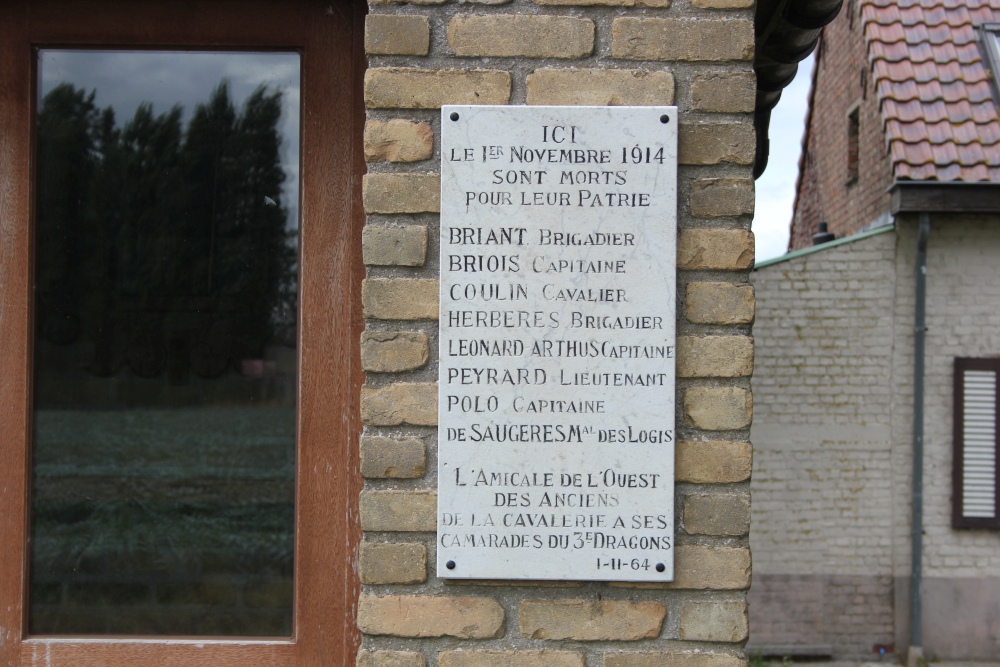 ICI
LE 1ER NOVEMBRE 1914
SONT MORTS
POUR LEUR PATRIE
BRIANT BRIGADIER
BRIOIS CAPITAINE
COULIN CAVALIER
HERBERES BRIGADIER
LEONARD ARTHUS CAPITAINE
PEYRARD LIEUTENANT
POLO CAPITAINE
DE SAUGERES MAL DES LOGIS
L'AMICALE DE L'OUEST
DES ANCIENS
DE LA CAVALERIE A SES
CAMARADES DU 3E DRAGONS
1-11-64